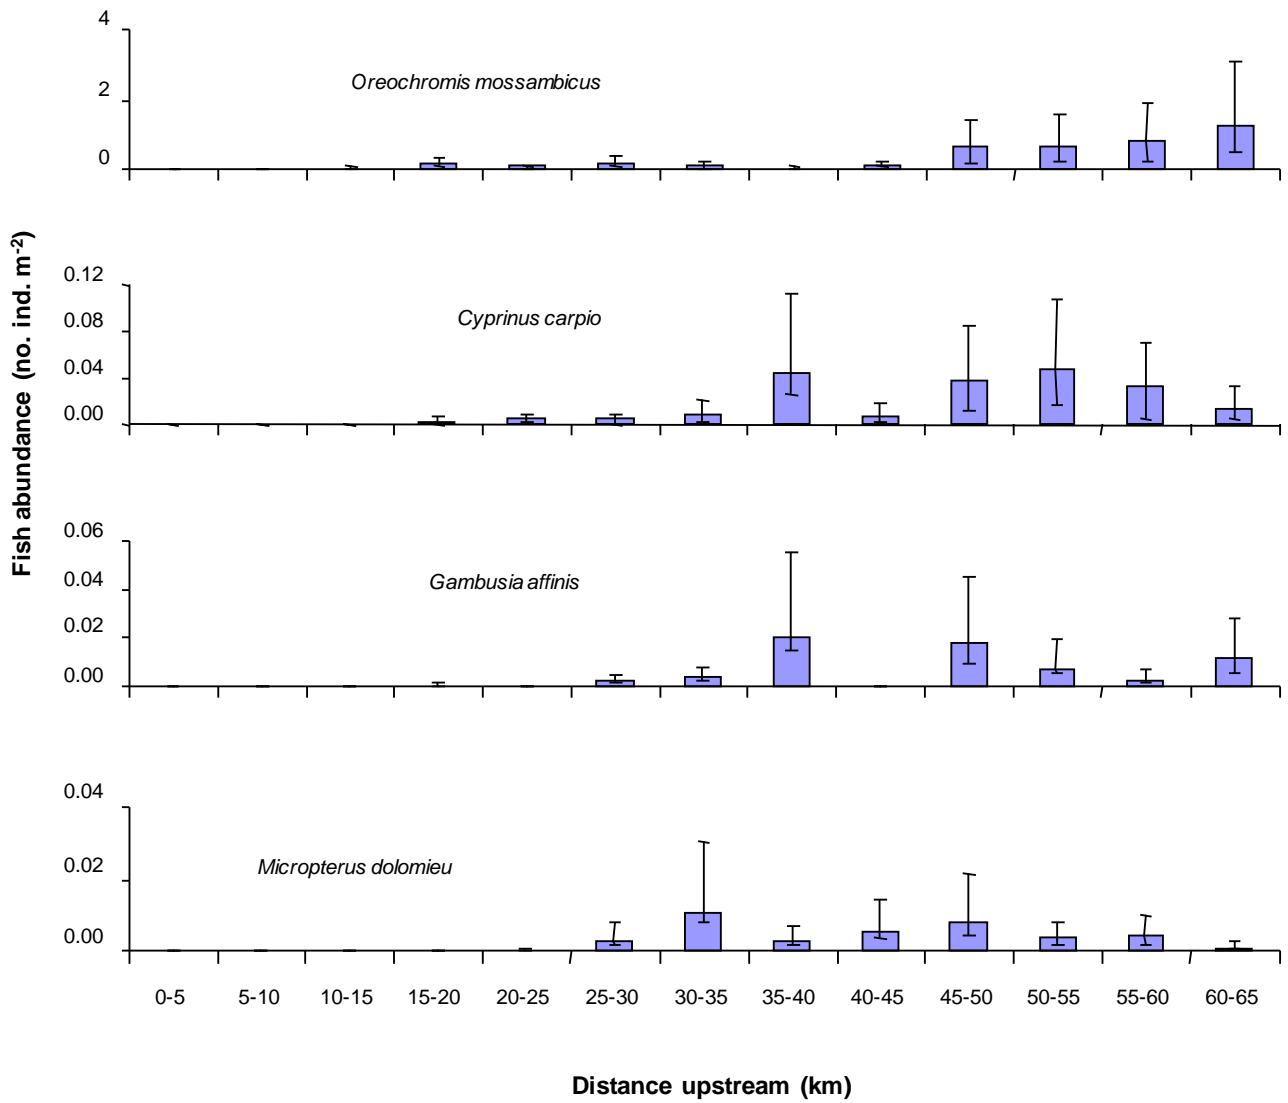 4
Oreochromis mossambicus
2
0
Fish abundance (no. ind. m-2)
0.12
Cyprinus carpio
0.08
0.04
0.00
0.06
Gambusia affinis
0.04
0.02
0.00
0.04
Micropterus dolomieu
0.02
0.00
0-5 5-10 10-15 15-20 20-25 25-30 30-35 35-40 40-45 45-50 50-55 55-60 60-65
Distance upstream (km)